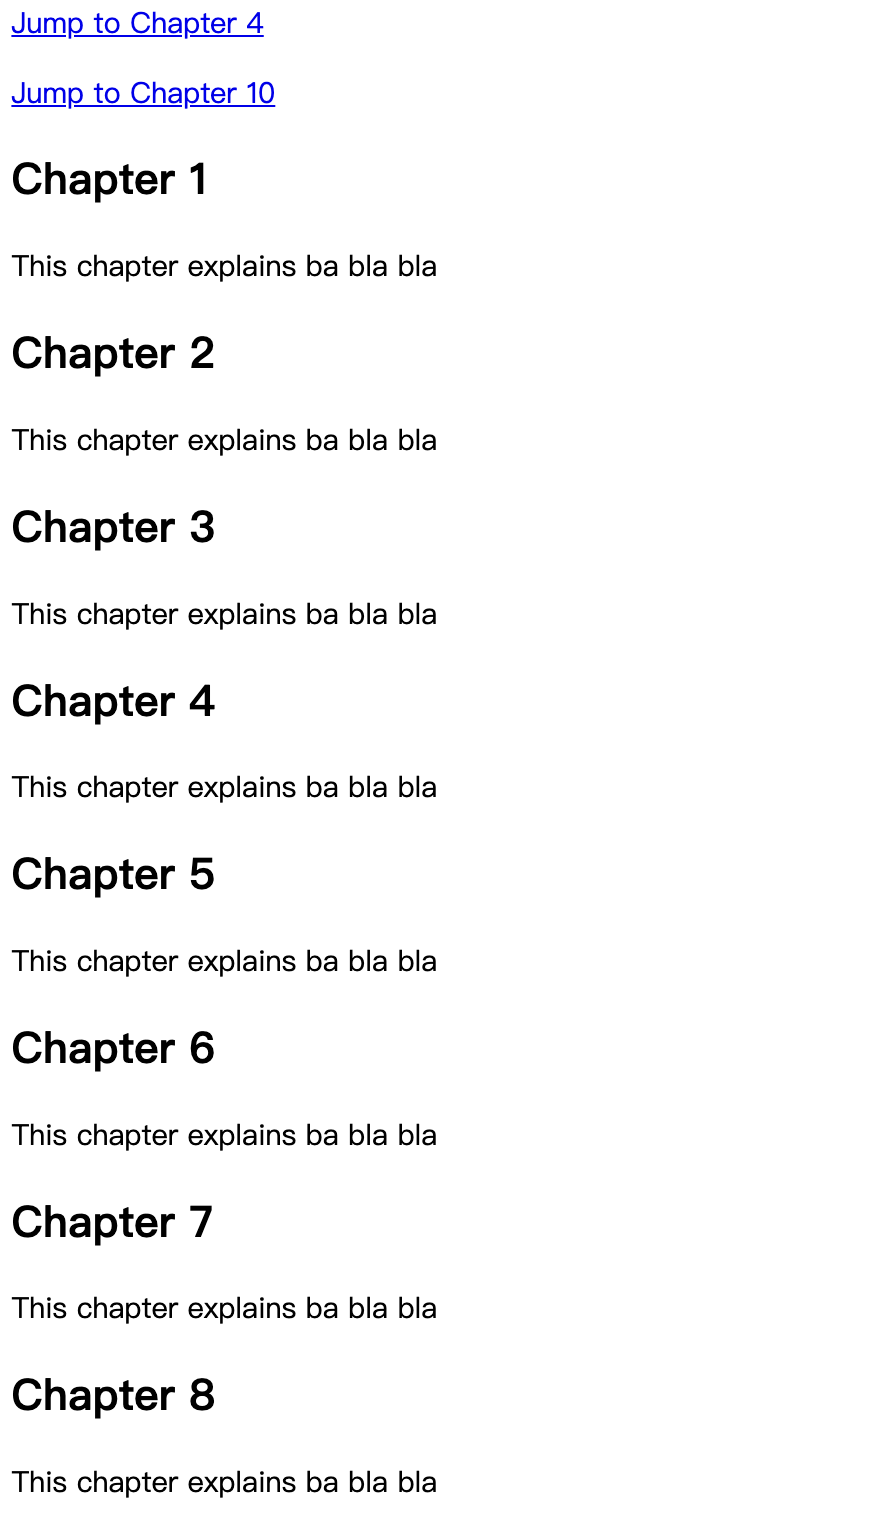 Jump to Chapter 4
Jump to Chapter 10
Chapter 1
This chapter explains ba bla bla
Chapter 2
This chapter explains ba bla bla
Chapter 3
This chapter explains ba bla bla
Chapter 4
This chapter explains ba bla bla
Chapter 5
This chapter explains ba bla bla
Chapter 6
This chapter explains ba bla bla
Chapter 7
This chapter explains ba bla bla
Chapter 8
This chapter explains ba bla bla